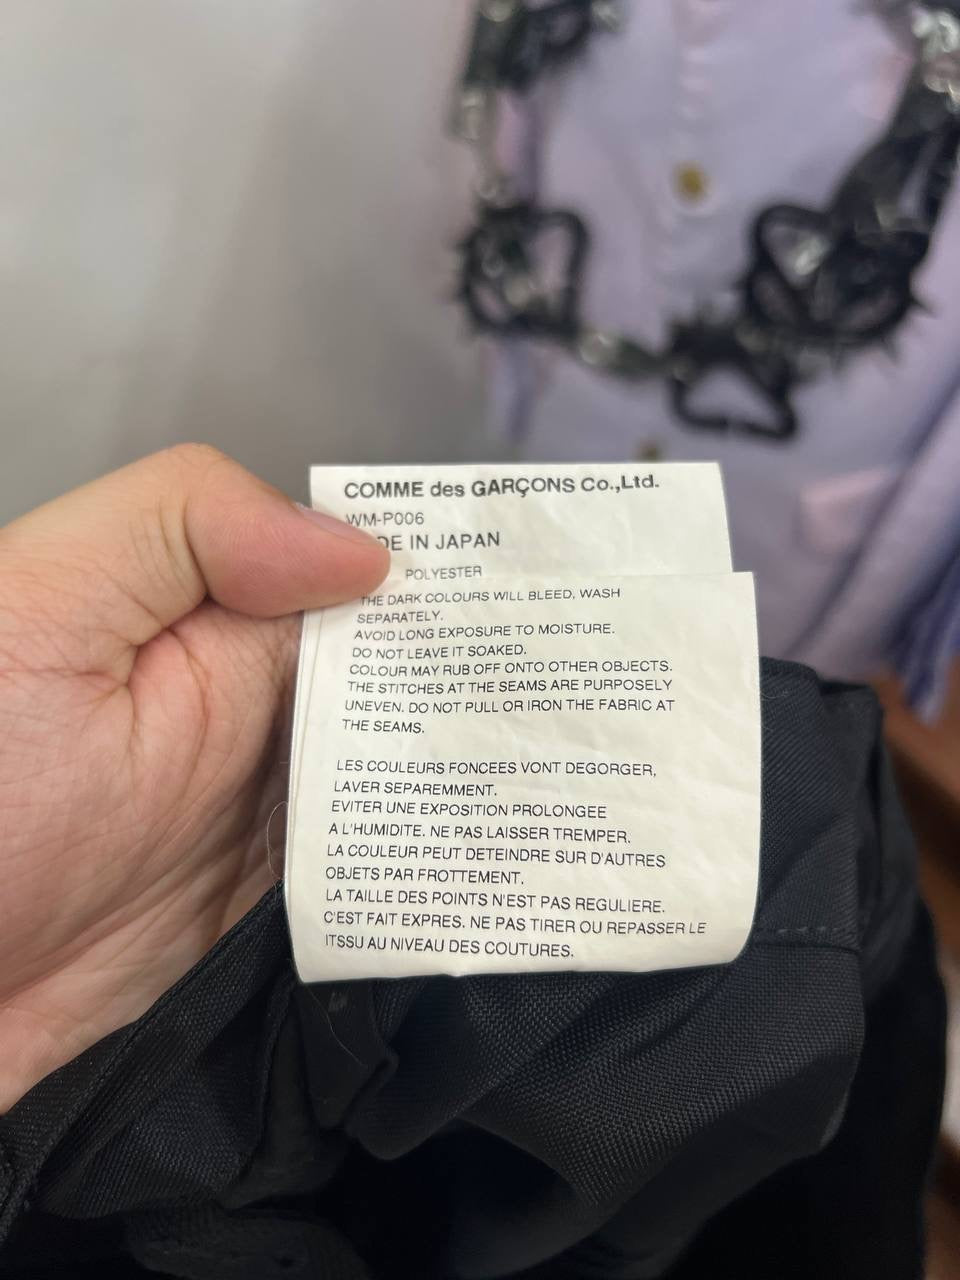 COMME des GARÇONS Co.,Ltd.
WM-P006
DE IN JAPAN
POLYESTER
THE DARK COLOURS WILL BLEED, WASH
SEPARATELY.
AVOID LONG EXPOSURE TO MOISTURE.
DO NOT LEAVE IT SOAKED.
COLOUR MAY RUB OFF ONTO OTHER OBJECTS.
THE STITCHES AT THE SEAMS ARE PURPOSELY
UNEVEN. DO NOT PULL OR IRON THE FABRIC AT
THE SEAMS.
LES COULEURS FONCEES VONT DEGORGER,
LAVER SEPAREMMENT.
EVITER UNE EXPOSITION PROLONGEE
A L'HUMIDITE. NE PAS LAISSER TREMPER.
LA COULEUR PEUT DETEINDRE SUR D'AUTRES
OBJETS PAR FROTTEMENT.
LA TAILLE DES POINTS N'EST PAS REGULIERE.
C'EST FAIT EXPRES. NE PAS TIRER OU REPASSER LE
ITSSU AU NIVEAU DES COUTURES.